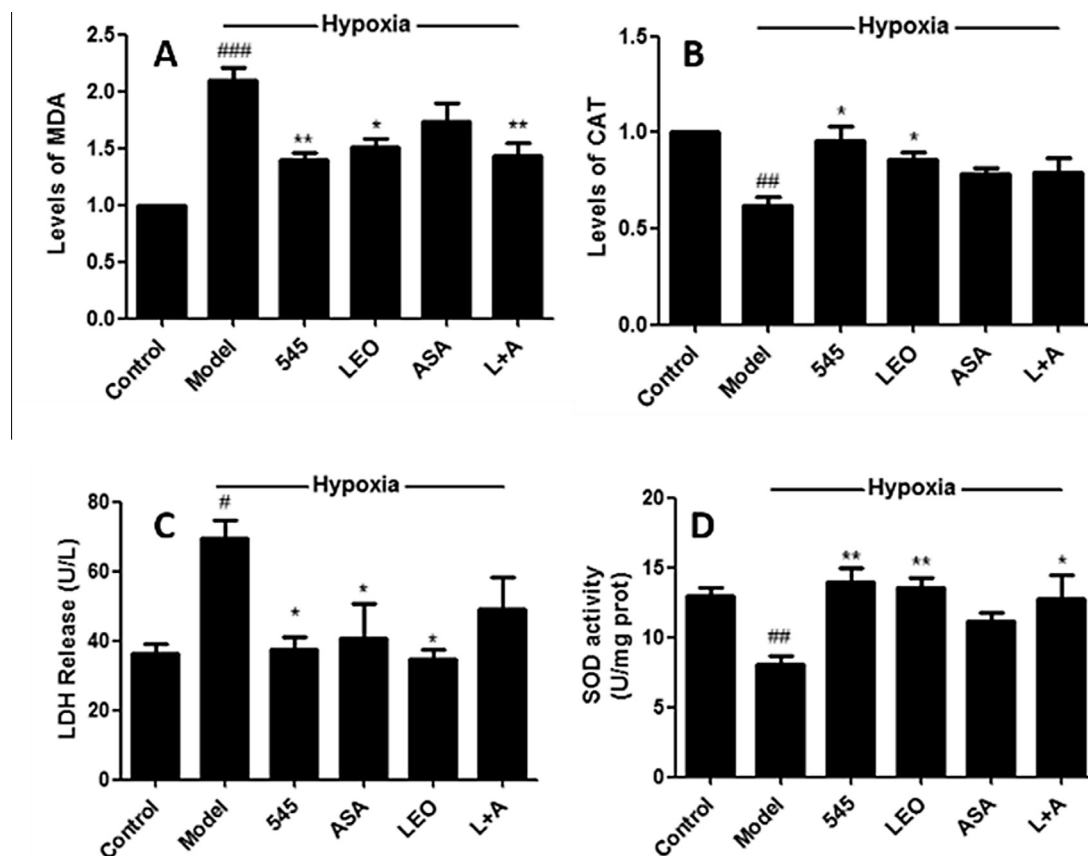 Hypoxia
A
###
**
*
**
Levels of MDA
2.5
2.0
1.5
1.0
0.5
0.0
Control
Model
545
LEO
ASA
L+A
Hypoxia
B
##
*
*
Levels of CAT
1.5
1.0
0.5
0.0
Control
Model
545
LEO
ASA
L+A
Hypoxia
C
#
*
*
*
LDH Release (U/L)
80
60
40
20
0
Control
Model
545
ASA
LEO
L+A
Hypoxia
D
##
**
**
*
SOD activity
(U/mg prot)
20
15
10
5
0
Control
Model
545
LEO
ASA
L+A